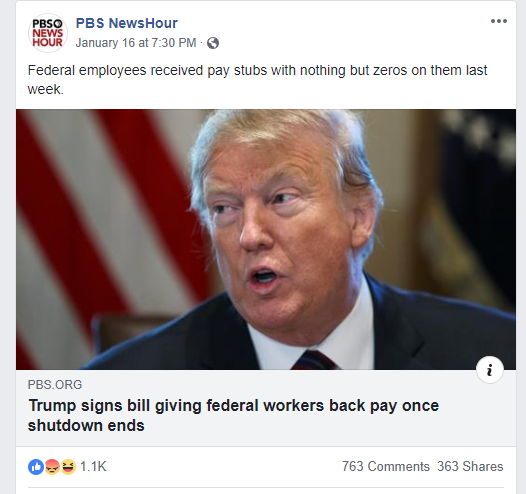 PBS
NEWS
HOUR
PBS NewsHour
January 16 at 7:30 PM ·
Federal employees received pay stubs with nothing but zeros on them last
week.
i
PBS.ORG
Trump signs bill giving federal workers back pay once
shutdown ends
1.1K
763 Comments 363 Shares